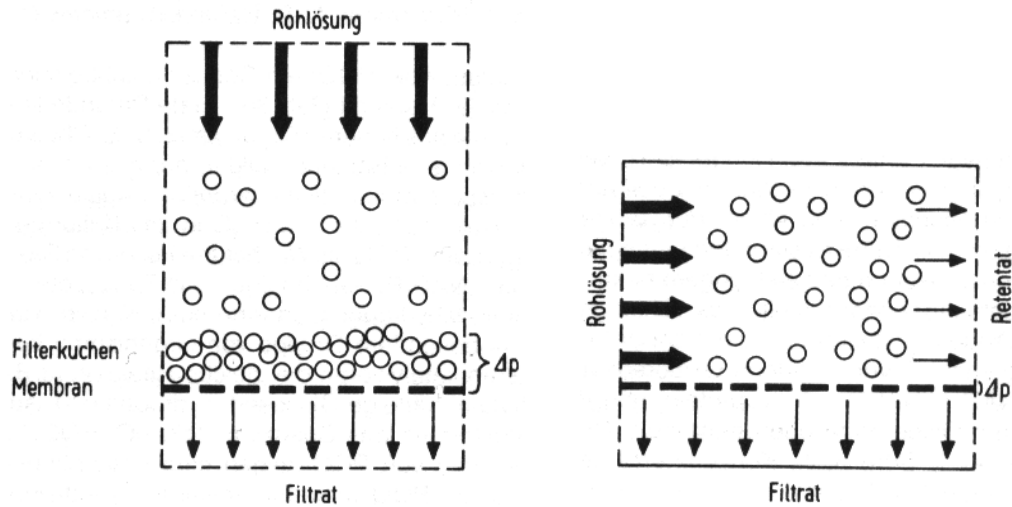 Rohlösung
Filterkuchen
Δp
Membran
Filtrat
Rohlösung
Retentat
Δp
Filtrat